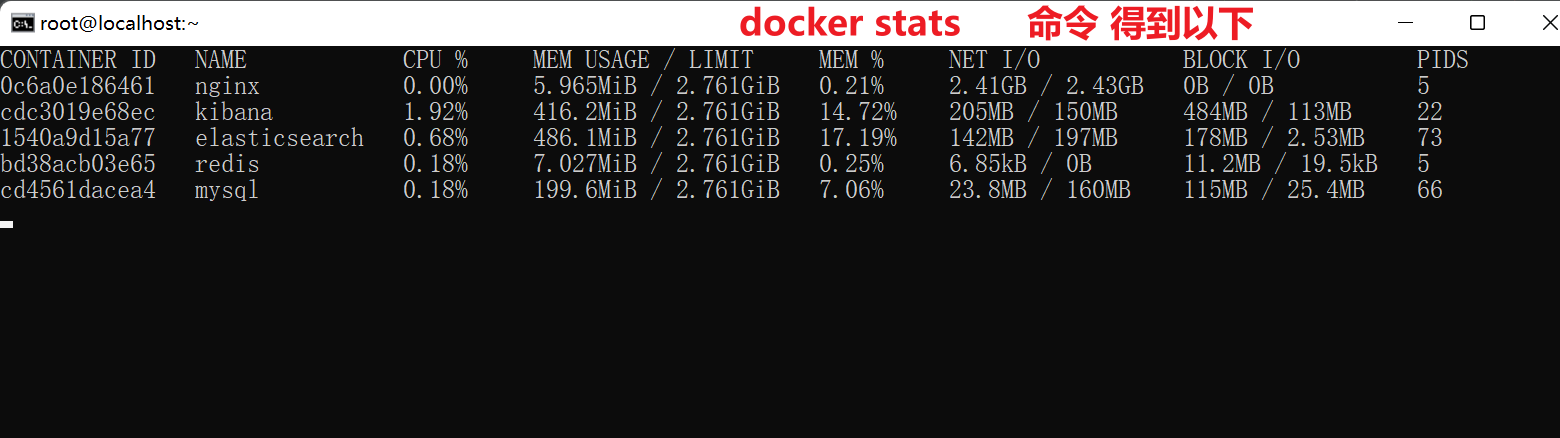 root@localhost:~ docker stats 命令 得到以下
CONTAINER ID NAME CPU % MEM USAGE / LIMIT MEM % NET I/O BLOCK I/O PIDS
0c6a0e186461 nginx 0.00% 5.965MiB / 2.761GiB 0.21% 2.41GB / 2.43GB 0B / 0B 5
cdc3019e68ec kibana 1.92% 416.2MiB / 2.761GiB 14.72% 205MB / 150MB 484MB / 113MB 22
1540a9d15a77 elasticsearch 0.68% 486.1MiB / 2.761GiB 17.19% 142MB / 197MB 178MB / 2.53MB 73
bd38acb03e65 redis 0.18% 7.027MiB / 2.761GiB 0.25% 6.85kB / 0B 11.2MB / 19.5kB 5
cd4561dacea4 mysql 0.18% 199.6MiB / 2.761GiB 7.06% 23.8MB / 160MB 115MB / 25.4MB 66